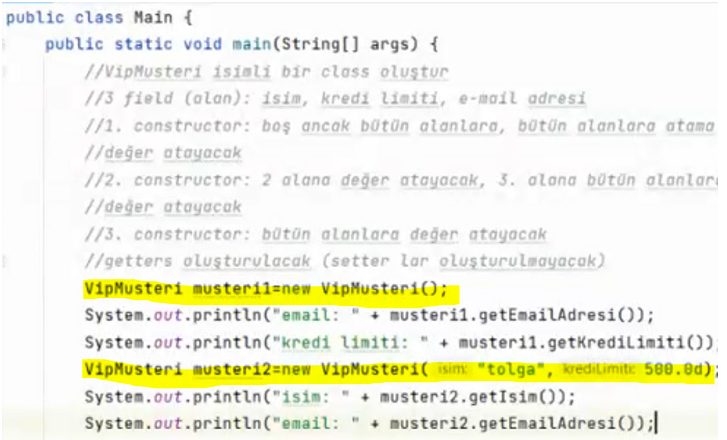 public class Main {
public static void main(String[] args) {
//VipMusteri isimli bir class oluştur
//3 field (alan): isim, kredi limiti, e-mail adresi
//1. constructor: boş ancak bütün alanlara, bütün alanlara atama
//değer atayacak
//2. constructor: 2 alana değer atayacak, 3. alana bütün alanlara
//değer atayacak
//3. constructor: bütün alanlara değer atayacak
//getters oluşturulacak (setter lar oluşturulmayacak)
VipMusteri musteri1=new VipMusteri();
System.out.println("email: " + musteri1.getEmailAdresi());
System.out.println("kredi limiti: " + musteri1.getKrediLimiti());
VipMusteri musteri2=new VipMusteri( isim: "tolga", krediLimiti: 500.0d);
System.out.println("isim: " + musteri2.getIsim());
System.out.println("email: " + musteri2.getEmailAdresi());